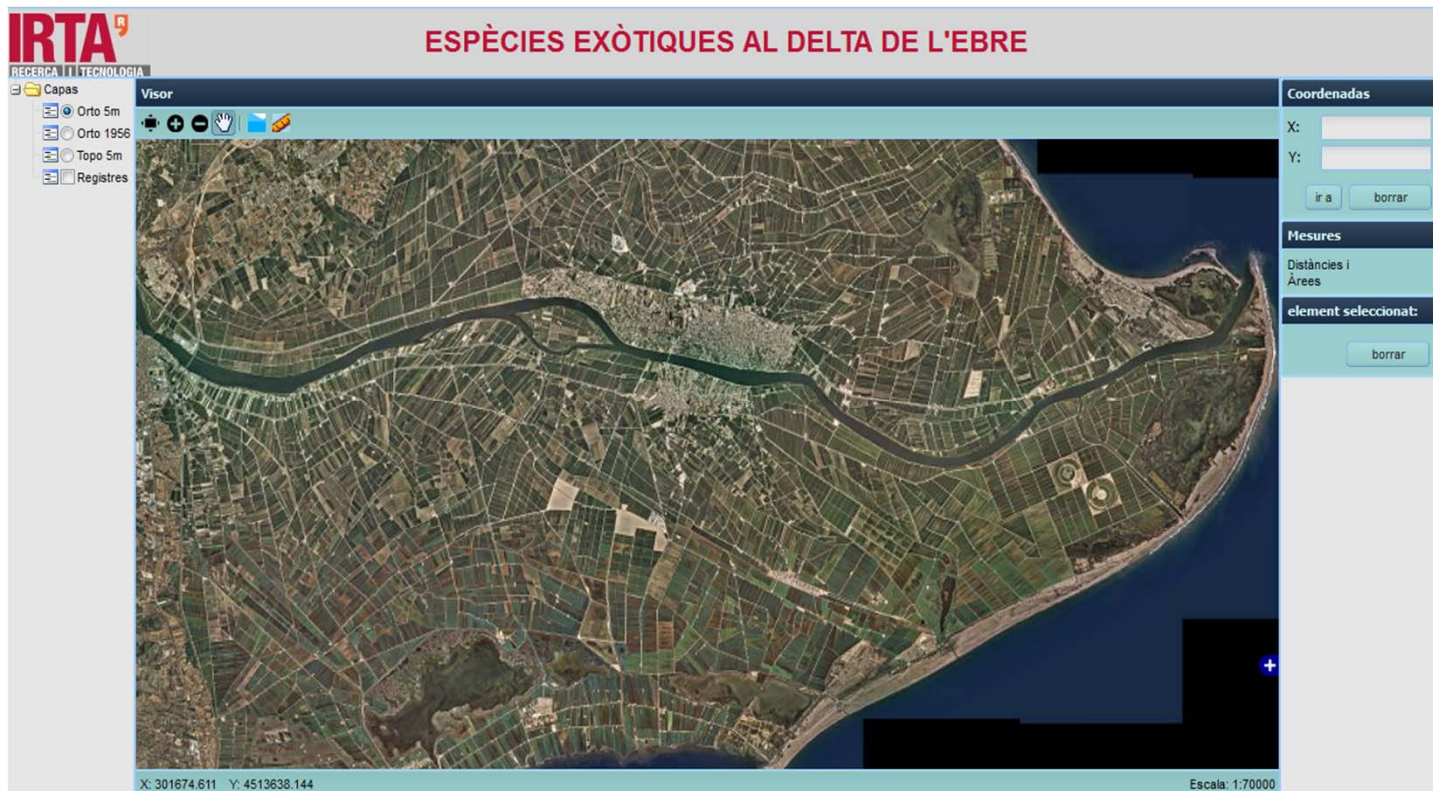 IRTA R
RECERCA I TECNOLOGIA
ESPÈCIES EXÒTIQUES AL DELTA DE L'EBRE
Capas
Orto 5m
Orto 1956
Topo 5m
Registres
Visor
Coordenadas
X:
Y:
ir a borrar
Mesures
Distàncies i
Àrees
element seleccionat:
borrar
X: 301674.611 Y: 4513638.144 Escala: 1:70000